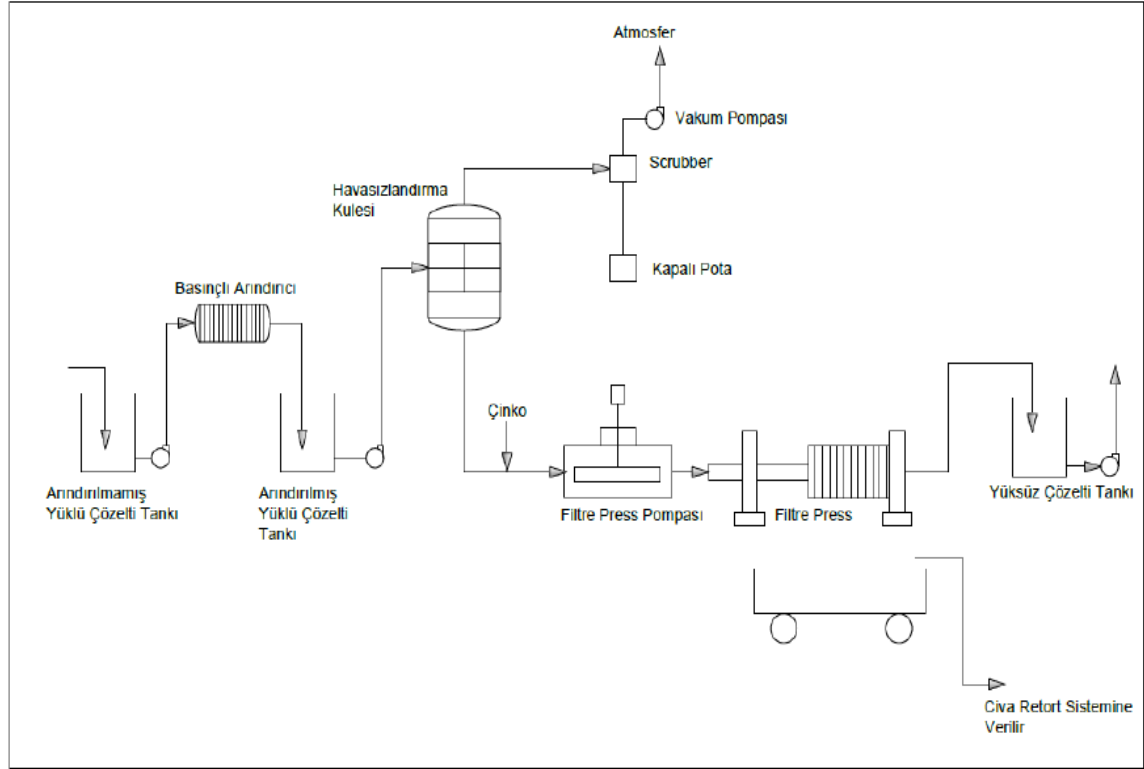 Atmosfer
Vakum Pompası
Scrubber
Havasızlandırma
Kulesi
Kapalı Pota
Basınçlı Arındırıcı
Çinko
Arındırılmamış
Yüklü Çözelti Tankı
Arındırılmış
Yüklü Çözelti
Tankı
Filtre Press Pompası
Filtre Press
Yüksüz Çözelti Tankı
Civa Retort Sistemine
Verilir